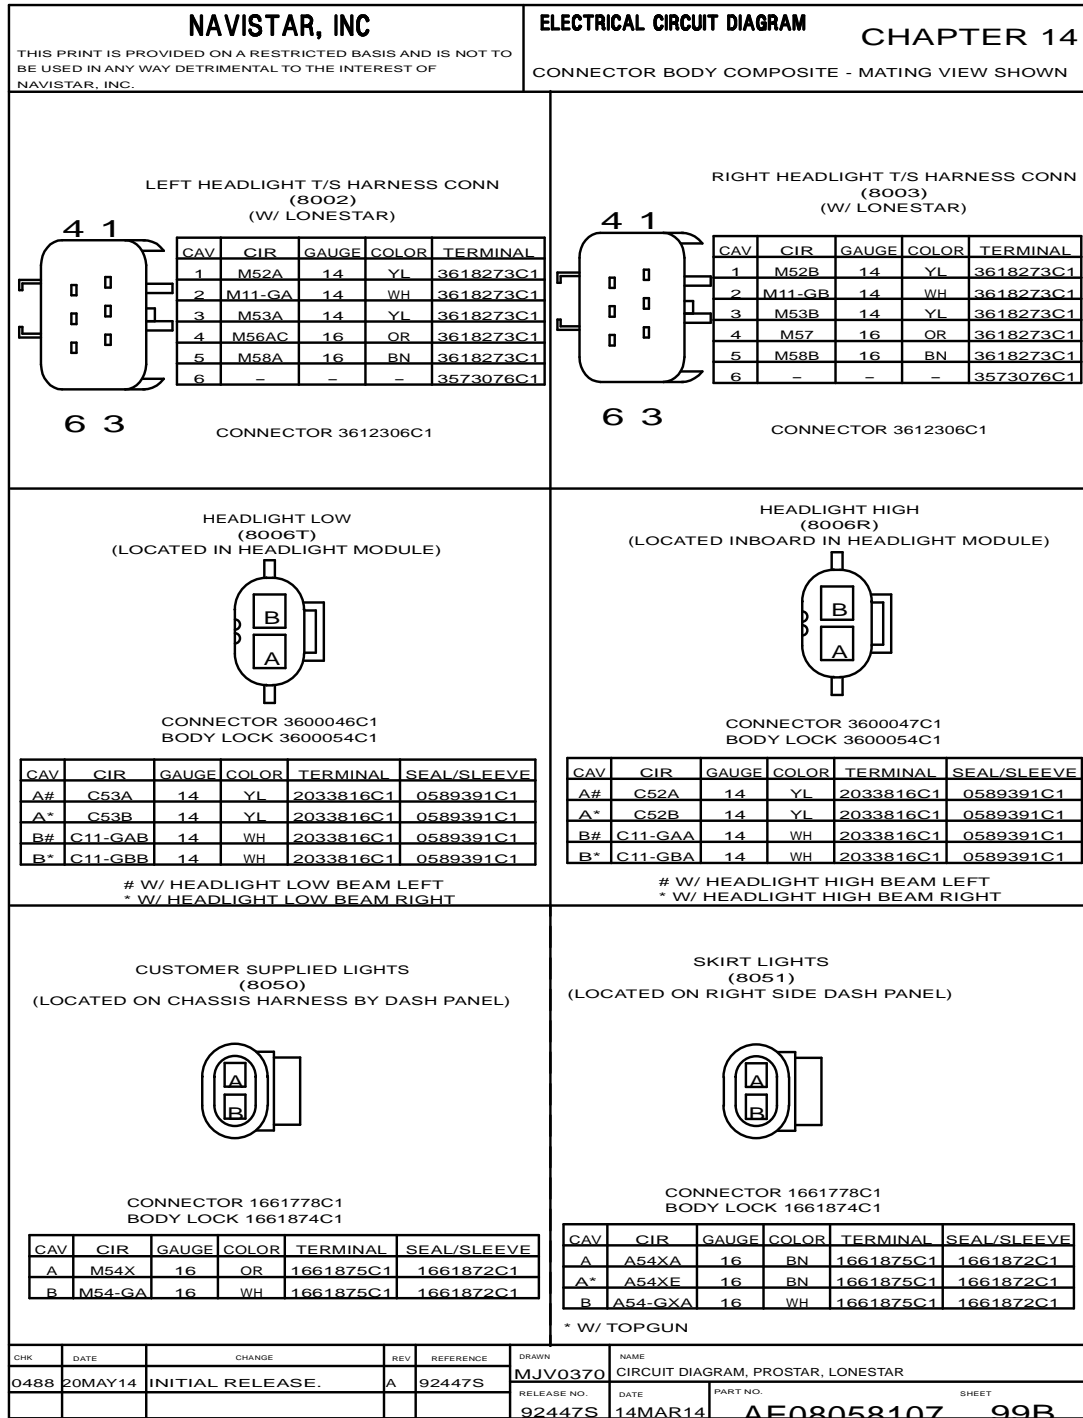 NAVISTAR, INC
THIS PRINT IS PROVIDED ON A RESTRICTED BASIS AND IS NOT TO
BE USED IN ANY WAY DETRIMENTAL TO THE INTEREST OF
NAVISTAR, INC.
ELECTRICAL CIRCUIT DIAGRAM
CHAPTER 14
CONNECTOR BODY COMPOSITE - MATING VIEW SHOWN
LEFT HEADLIGHT T/S HARNESS CONN
(8002)
(W/ LONESTAR)
4 1
CAV CIR GAUGE COLOR TERMINAL
1 M52A 14 YL 3618273C1
2 M11-GA 14 WH 3618273C1
3 M53A 14 YL 3618273C1
4 M56AC 16 OR 3618273C1
5 M58A 16 BN 3618273C1
6 – – – 3573076C1
6 3
CONNECTOR 3612306C1
RIGHT HEADLIGHT T/S HARNESS CONN
(8003)
(W/ LONESTAR)
4 1
CAV CIR GAUGE COLOR TERMINAL
1 M52B 14 YL 3618273C1
2 M11-GB 14 WH 3618273C1
3 M53B 14 YL 3618273C1
4 M57 16 OR 3618273C1
5 M58B 16 BN 3618273C1
6 – – – 3573076C1
6 3
CONNECTOR 3612306C1
HEADLIGHT LOW
(8006T)
(LOCATED IN HEADLIGHT MODULE)
B
A
CONNECTOR 3600046C1
BODY LOCK 3600054C1
CAV CIR GAUGE COLOR TERMINAL SEAL/SLEEVE
A# C53A 14 YL 2033816C1 0589391C1
A* C53B 14 YL 2033816C1 0589391C1
B# C11-GAB 14 WH 2033816C1 0589391C1
B* C11-GBB 14 WH 2033816C1 0589391C1
# W/ HEADLIGHT LOW BEAM LEFT
* W/ HEADLIGHT LOW BEAM RIGHT
HEADLIGHT HIGH
(8006R)
(LOCATED INBOARD IN HEADLIGHT MODULE)
B
A
CONNECTOR 3600047C1
BODY LOCK 3600054C1
CAV CIR GAUGE COLOR TERMINAL SEAL/SLEEVE
A# C52A 14 YL 2033816C1 0589391C1
A* C52B 14 YL 2033816C1 0589391C1
B# C11-GAA 14 WH 2033816C1 0589391C1
B* C11-GBA 14 WH 2033816C1 0589391C1
# W/ HEADLIGHT HIGH BEAM LEFT
* W/ HEADLIGHT HIGH BEAM RIGHT
CUSTOMER SUPPLIED LIGHTS
(8050)
(LOCATED ON CHASSIS HARNESS BY DASH PANEL)
A
B
CONNECTOR 1661778C1
BODY LOCK 1661874C1
CAV CIR GAUGE COLOR TERMINAL SEAL/SLEEVE
A M54X 16 OR 1661875C1 1661872C1
B M54-GA 16 WH 1661875C1 1661872C1
SKIRT LIGHTS
(8051)
(LOCATED ON RIGHT SIDE DASH PANEL)
A
B
CONNECTOR 1661778C1
BODY LOCK 1661874C1
CAV CIR GAUGE COLOR TERMINAL SEAL/SLEEVE
A A54XA 16 BN 1661875C1 1661872C1
A* A54XE 16 BN 1661875C1 1661872C1
B A54-GXA 16 WH 1661875C1 1661872C1
* W/ TOPGUN
CHK DATE CHANGE REV REFERENCE
0488 20MAY14 INITIAL RELEASE. A 92447S
DRAWN NAME
MJV0370 CIRCUIT DIAGRAM, PROSTAR, LONESTAR
RELEASE NO. DATE PART NO. SHEET
92447S 14MAR14 AE08058107 99B